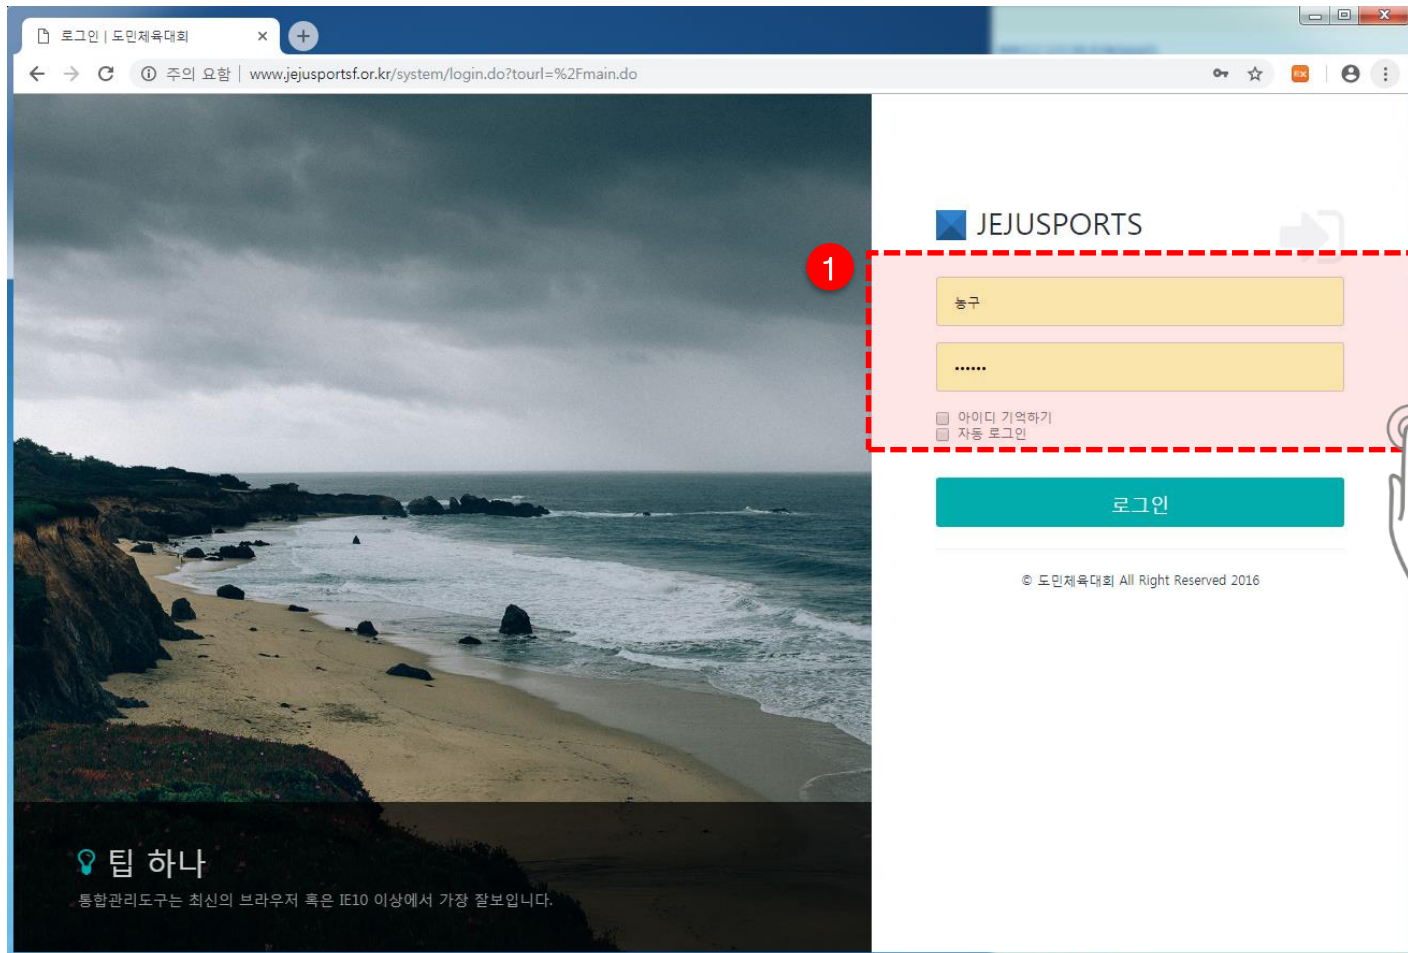 로그인 | 도민체육대회
주의 요함 | www.jejusportsf.or.kr/system/login.do?tourl=%2Fmain.do
JEJUSPORTS
1
농구
••••••
아이디 기억하기
자동 로그인
로그인
© 도민체육대회 All Right Reserved 2016
팁 하나
통합관리도구는 최신의 브라우저 혹은 IE10 이상에서 가장 잘보입니다.